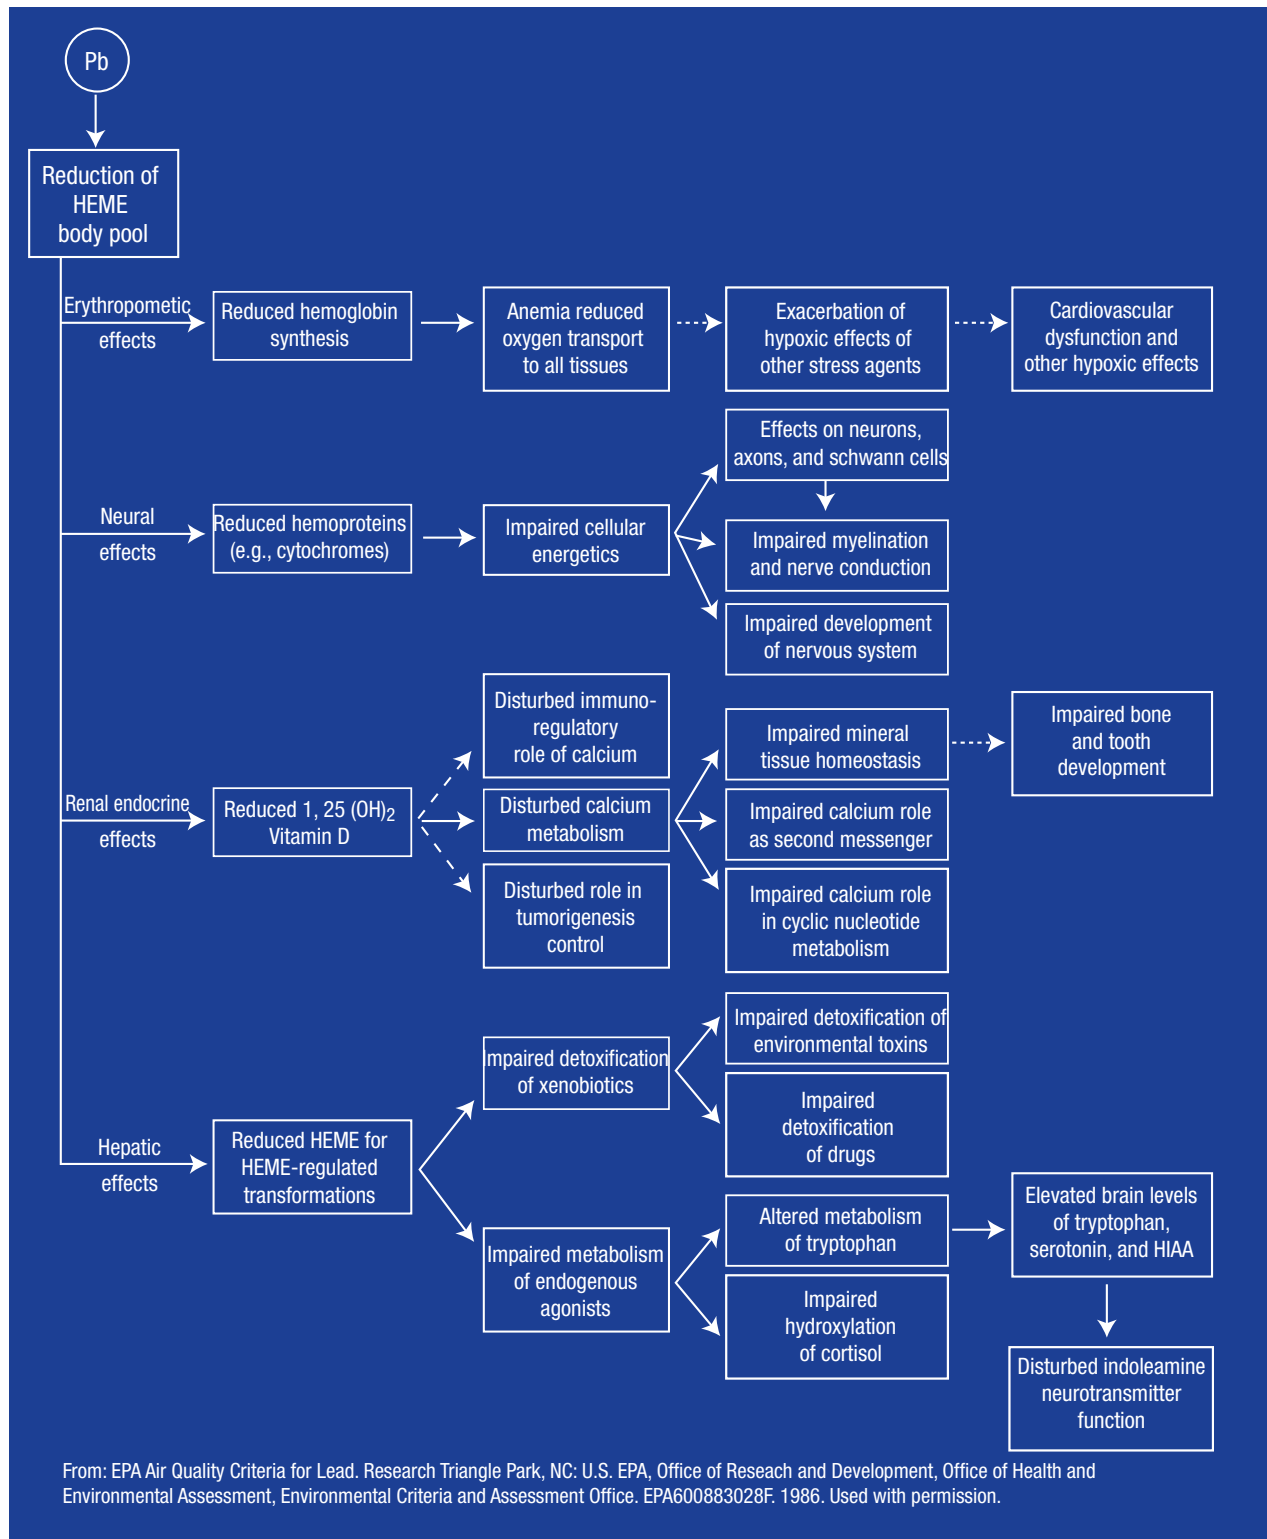 Pb
Reduction of
HEME
body pool
Erythropometic
effects
Reduced hemoglobin
synthesis
Anemia reduced
oxygen transport
to all tissues
Exacerbation of
hypoxic effects of
other stress agents
Cardiovascular
dysfunction and
other hypoxic effects
Neural
effects
Reduced hemoproteins
(e.g., cytochromes)
Impaired cellular
energetics
Effects on neurons,
axons, and schwann cells
Impaired myelination
and nerve conduction
Impaired development
of nervous system
Renal endocrine
effects
Reduced 1, 25 (OH)2
Vitamin D
Disturbed immuno-
regulatory
role of calcium
Disturbed calcium
metabolism
Disturbed role in
tumorigenesis
control
Impaired mineral
tissue homeostasis
Impaired calcium role
as second messenger
Impaired calcium role
in cyclic nucleotide
metabolism
Impaired bone
and tooth
development
Hepatic
effects
Reduced HEME for
HEME-regulated
transformations
Impaired detoxification
of xenobiotics
Impaired metabolism
of endogenous
agonists
Impaired detoxification of
environmental toxins
Impaired
detoxification
of drugs
Altered metabolism
of tryptophan
Impaired
hydroxylation
of cortisol
Elevated brain levels
of tryptophan,
serotonin, and HIAA
Disturbed indoleamine
neurotransmitter
function
From: EPA Air Quality Criteria for Lead. Research Triangle Park, NC: U.S. EPA, Office of Reseach and Development, Office of Health and
Environmental Assessment, Environmental Criteria and Assessment Office. EPA600883028F. 1986. Used with permission.